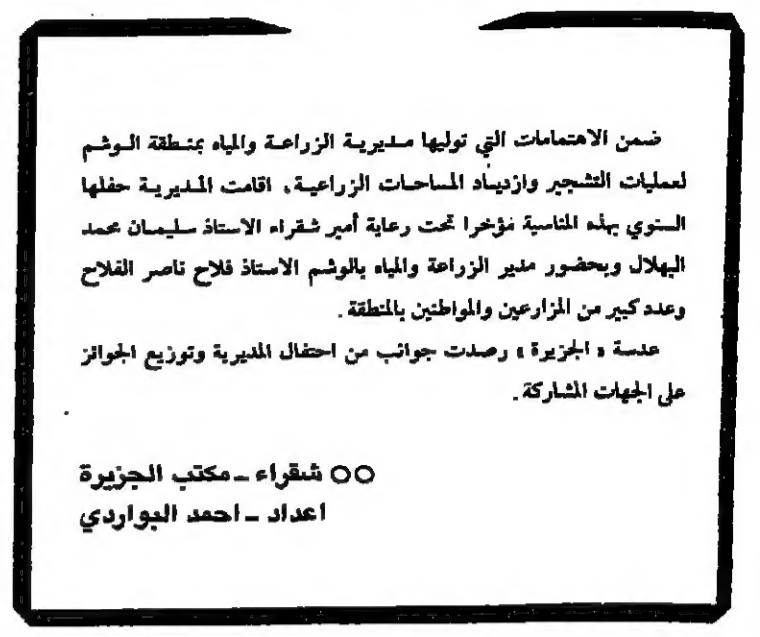 ضمن الاهتمامات التي توليها مديرية الزراعة والمياه بمنطقة الوشم
لعمليات التشجير وازدياد المساحات الزراعية، اقامت المديرية حفلها
السنوي بهذه المناسبة مؤخرا تحت رعاية أمير شقراء الاستاذ سليمان محمد
البهلال وبحضور مدير الزراعة والمياه بالوشم الاستاذ فلاح ناصر الفلاح
وعدد كبير من المزارعين والمواطنين بالمنطقة .
عدسة « الجزيرة » رصدت جوانب من احتفال المديرية وتوزيع الجوائز
على الجهات المشاركة .
○○ شقراء ـ مكتب الجزيرة
اعداد ـ احمد البواردي